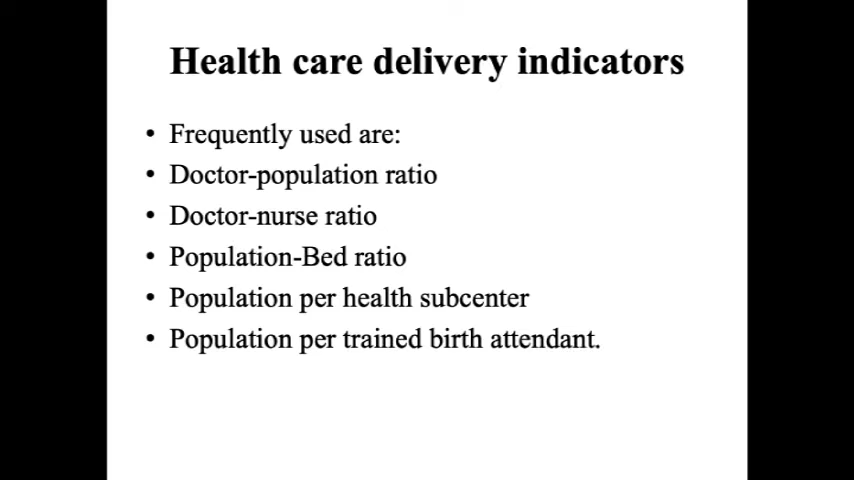 Health care delivery indicators
• Frequently used are:
• Doctor-population ratio
• Doctor-nurse ratio
• Population-Bed ratio
• Population per health subcenter
• Population per trained birth attendant.